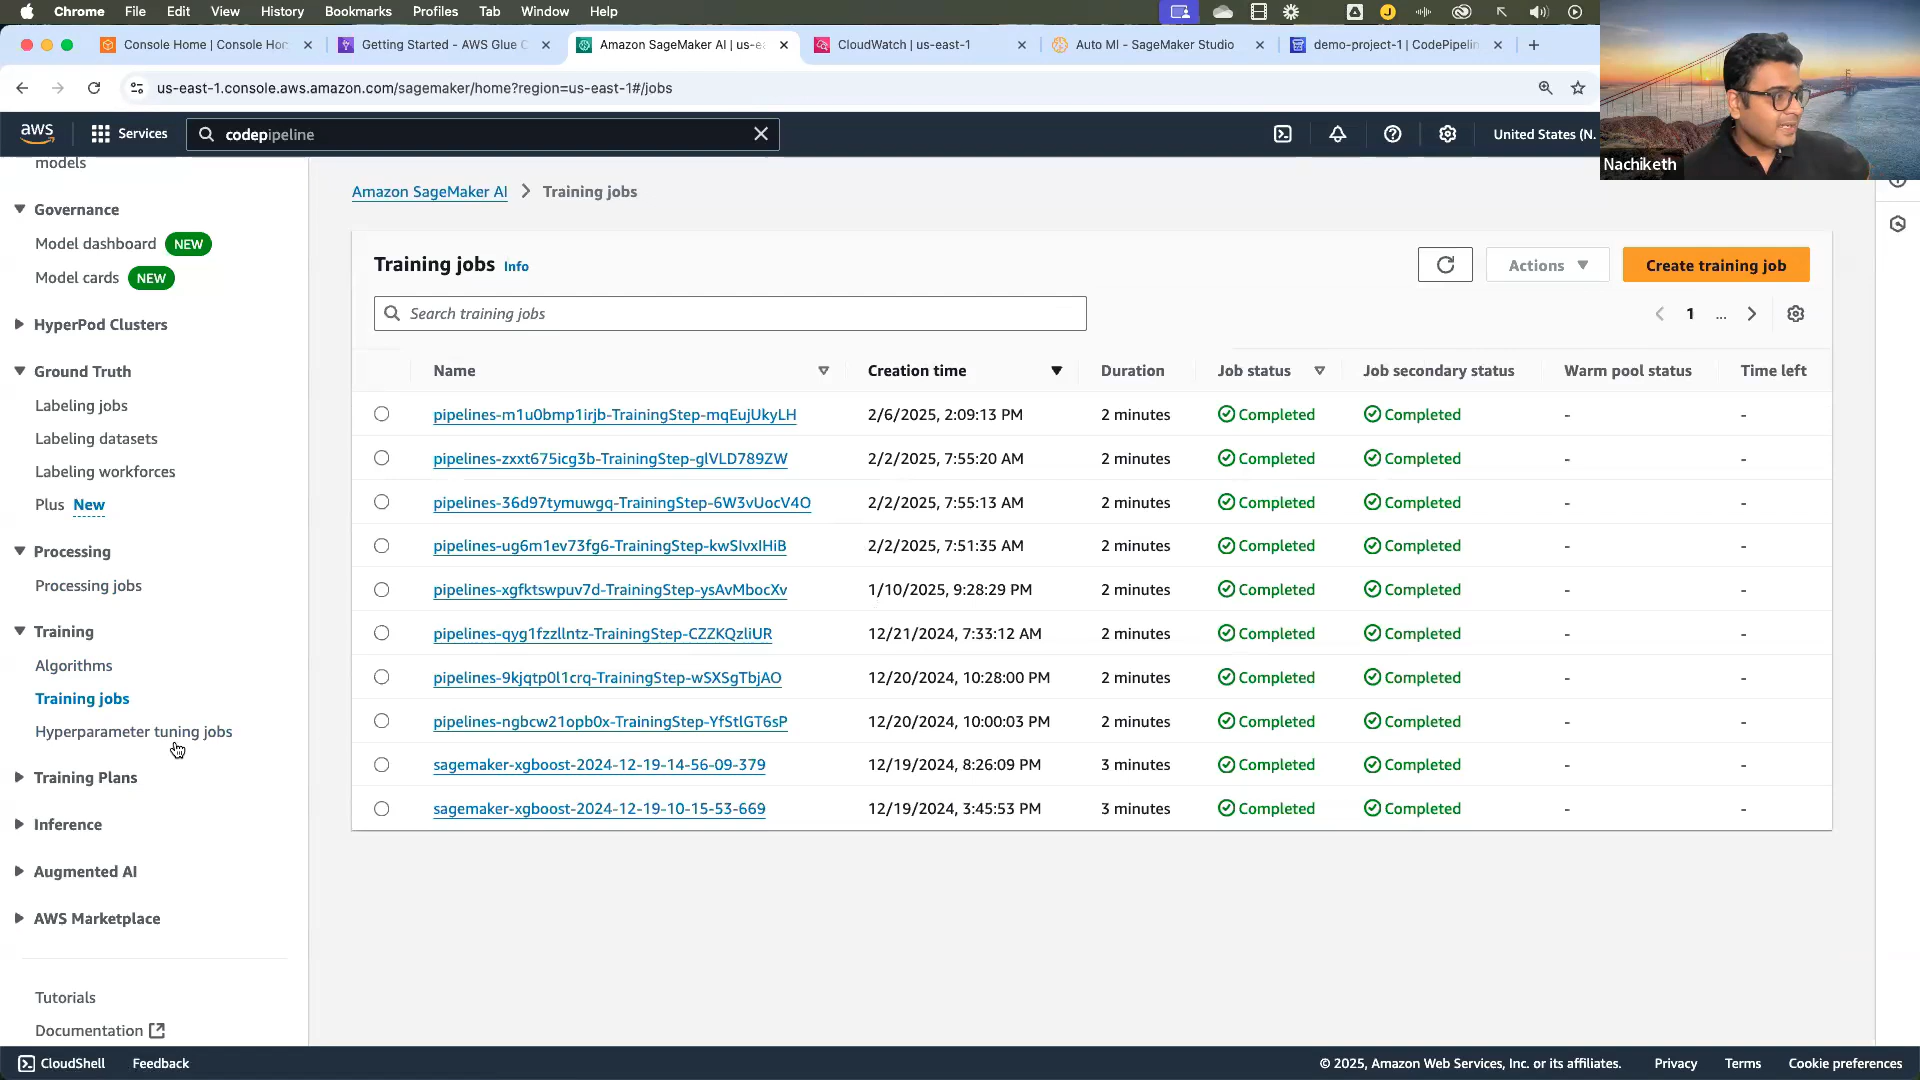 Chrome File Edit View History Bookmarks Profiles Tab Window Help
Console Home | Console Hor
Getting Started - AWS Glue C
Amazon SageMaker AI | us-ea
CloudWatch | us-east-1
Auto Ml - SageMaker Studio
demo-project-1 | CodePipelin
us-east-1.console.aws.amazon.com/sagemaker/home?region=us-east-1#/jobs
aws Services codepipeline United States (N.
Nachiketh
models
Governance
Model dashboard NEW
Model cards NEW
HyperPod Clusters
Ground Truth
Labeling jobs
Labeling datasets
Labeling workforces
Plus New
Processing
Processing jobs
Training
Algorithms
Training jobs
Hyperparameter tuning jobs
Training Plans
Inference
Augmented AI
AWS Marketplace
Tutorials
Documentation
Amazon SageMaker AI > Training jobs
Training jobs Info
Actions Create training job
Search training jobs
1 ...
Name Creation time Duration Job status Job secondary status Warm pool status Time left
pipelines-m1u0bmp1irjb-TrainingStep-mqEujUkyLH 2/6/2025, 2:09:13 PM 2 minutes Completed Completed - -
pipelines-zxxt675icg3b-TrainingStep-glVLD789ZW 2/2/2025, 7:55:20 AM 2 minutes Completed Completed - -
pipelines-36d97tymuwgq-TrainingStep-6W3vUocV4O 2/2/2025, 7:55:13 AM 2 minutes Completed Completed - -
pipelines-ug6m1ev73fg6-TrainingStep-kwSIvxIHiB 2/2/2025, 7:51:35 AM 2 minutes Completed Completed - -
pipelines-xgfktswpuv7d-TrainingStep-ysAvMbocXv 1/10/2025, 9:28:29 PM 2 minutes Completed Completed - -
pipelines-qyg1fzzllntz-TrainingStep-CZZKQzliUR 12/21/2024, 7:33:12 AM 2 minutes Completed Completed - -
pipelines-9kjqtp0l1crq-TrainingStep-wSXSgTbjAO 12/20/2024, 10:28:00 PM 2 minutes Completed Completed - -
pipelines-ngbcw21opb0x-TrainingStep-YfStlGT6sP 12/20/2024, 10:00:03 PM 2 minutes Completed Completed - -
sagemaker-xgboost-2024-12-19-14-56-09-379 12/19/2024, 8:26:09 PM 3 minutes Completed Completed - -
sagemaker-xgboost-2024-12-19-10-15-53-669 12/19/2024, 3:45:53 PM 3 minutes Completed Completed - -
CloudShell Feedback © 2025, Amazon Web Services, Inc. or its affiliates. Privacy Terms Cookie preferences